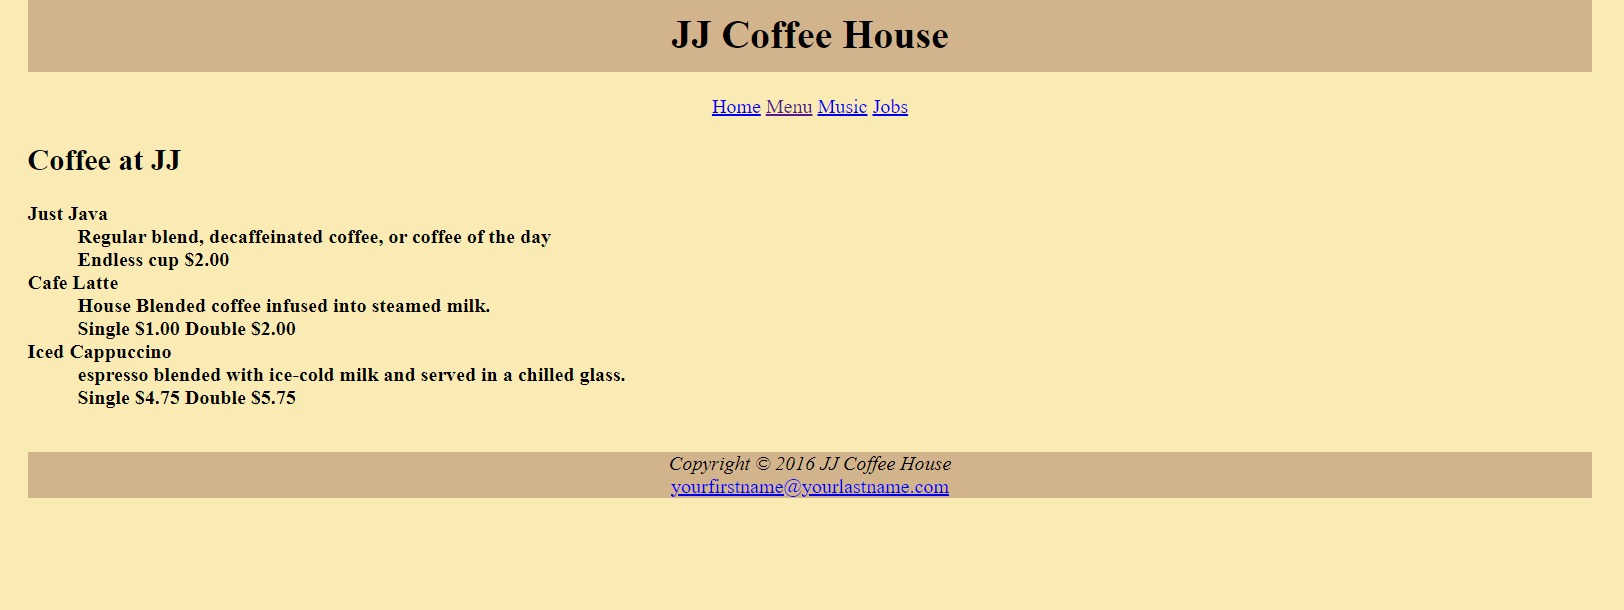 JJ Coffee House
Home Menu Music Jobs
Coffee at JJ
Just Java
Regular blend, decaffeinated coffee, or coffee of the day
Endless cup $2.00
Cafe Latte
House Blended coffee infused into steamed milk.
Single $1.00 Double $2.00
Iced Cappuccino
espresso blended with ice-cold milk and served in a chilled glass.
Single $4.75 Double $5.75
Copyright © 2016 JJ Coffee House
yourfirstname@yourlastname.com